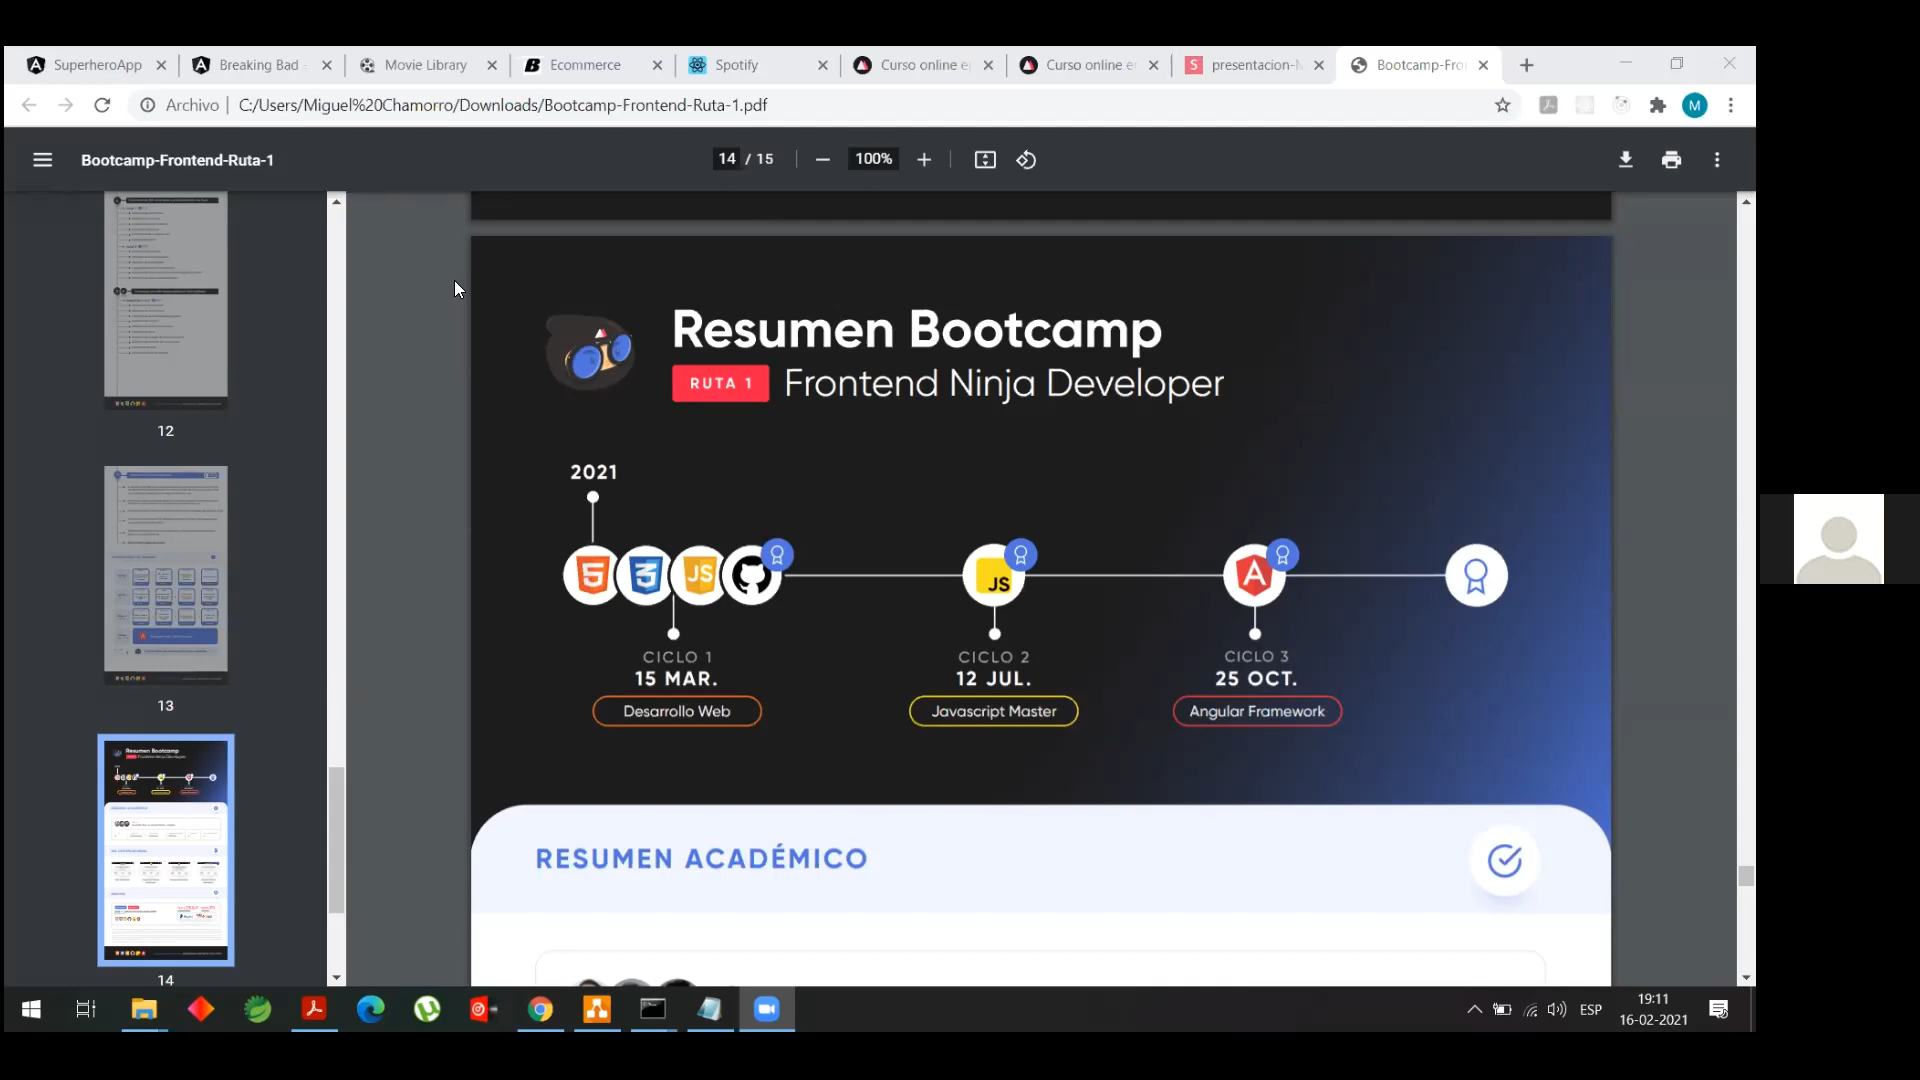 SuperheroApp
Breaking Bad
Movie Library
Ecommerce
Spotify
Curso online e
Curso online e
presentacion-
Bootcamp-Fro
Archivo
C:/Users/Miguel%20Chamorro/Downloads/Bootcamp-Frontend-Ruta-1.pdf
M
Bootcamp-Frontend-Ruta-1
14 / 15
100%
12
13
14
Resumen Bootcamp
RUTA 1
Frontend Ninja Developer
2021
JS
JS
CICLO 1
15 MAR.
Desarrollo Web
CICLO 2
12 JUL.
Javascript Master
CICLO 3
25 OCT.
Angular Framework
RESUMEN ACADÉMICO
ESP
19:11
16-02-2021